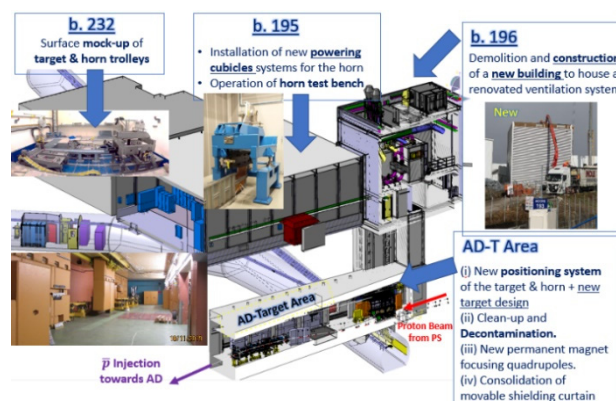 b. 232
Surface mock-up of
target & horn trolleys
b. 195
• Installation of new powering
cubicles systems for the horn
• Operation of horn test bench
b. 196
Demolition and construction
of a new building to house a
renovated ventilation system
New
AD-Target Area
Proton Beam
from PS
p̅ Injection
towards AD
AD-T Area
(i) New positioning system
of the target & horn + new
target design
(ii) Clean-up and
Decontamination.
(iii) New permanent magnet
focusing quadrupoles.
(iv) Consolidation of
movable shielding curtain